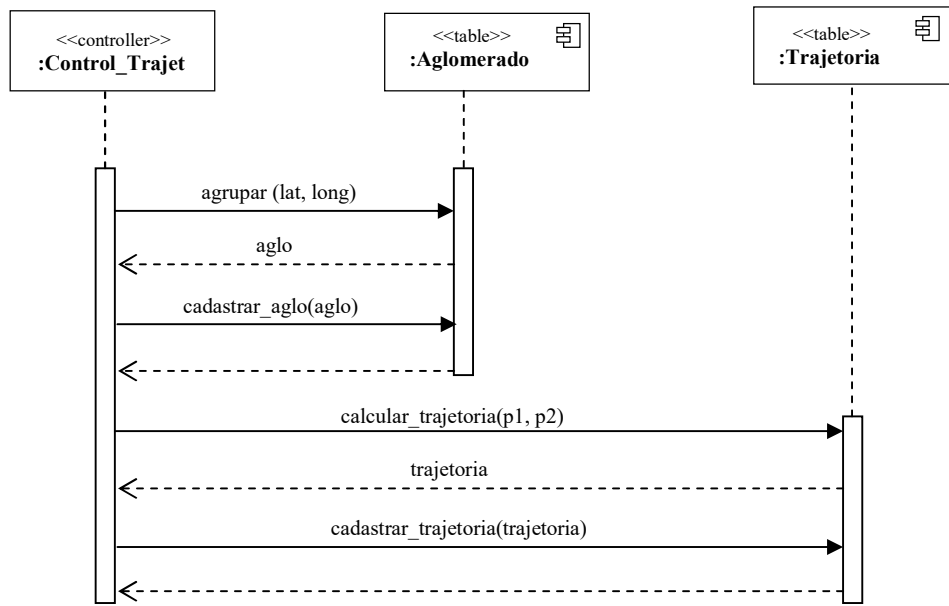 <<controller>>
:Control_Trajet
<<table>>
:Aglomerado
<<table>>
:Trajetoria
agrupar (lat, long)
aglo
cadastrar_aglo(aglo)
calcular_trajetoria(p1, p2)
trajetoria
cadastrar_trajetoria(trajetoria)